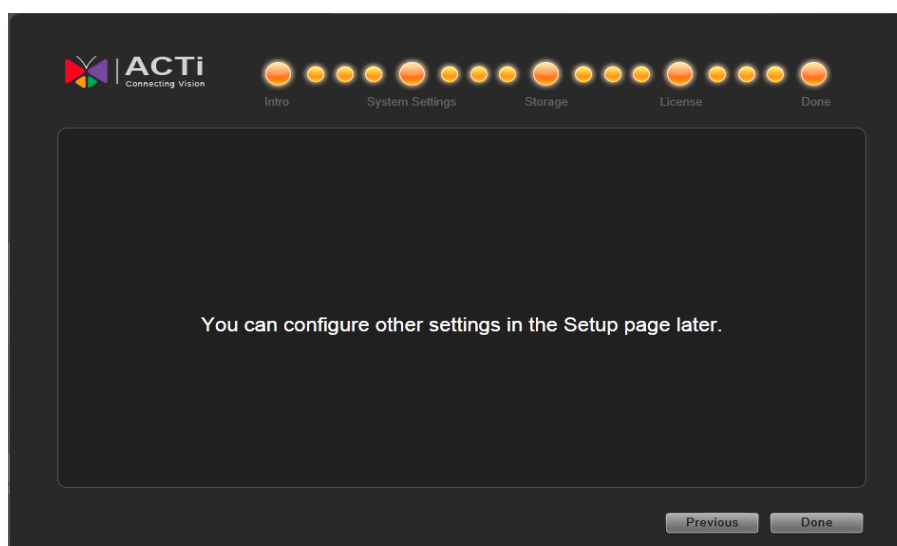 ACTi
Connecting Vision
Intro System Settings Storage License Done
You can configure other settings in the Setup page later.
Previous Done